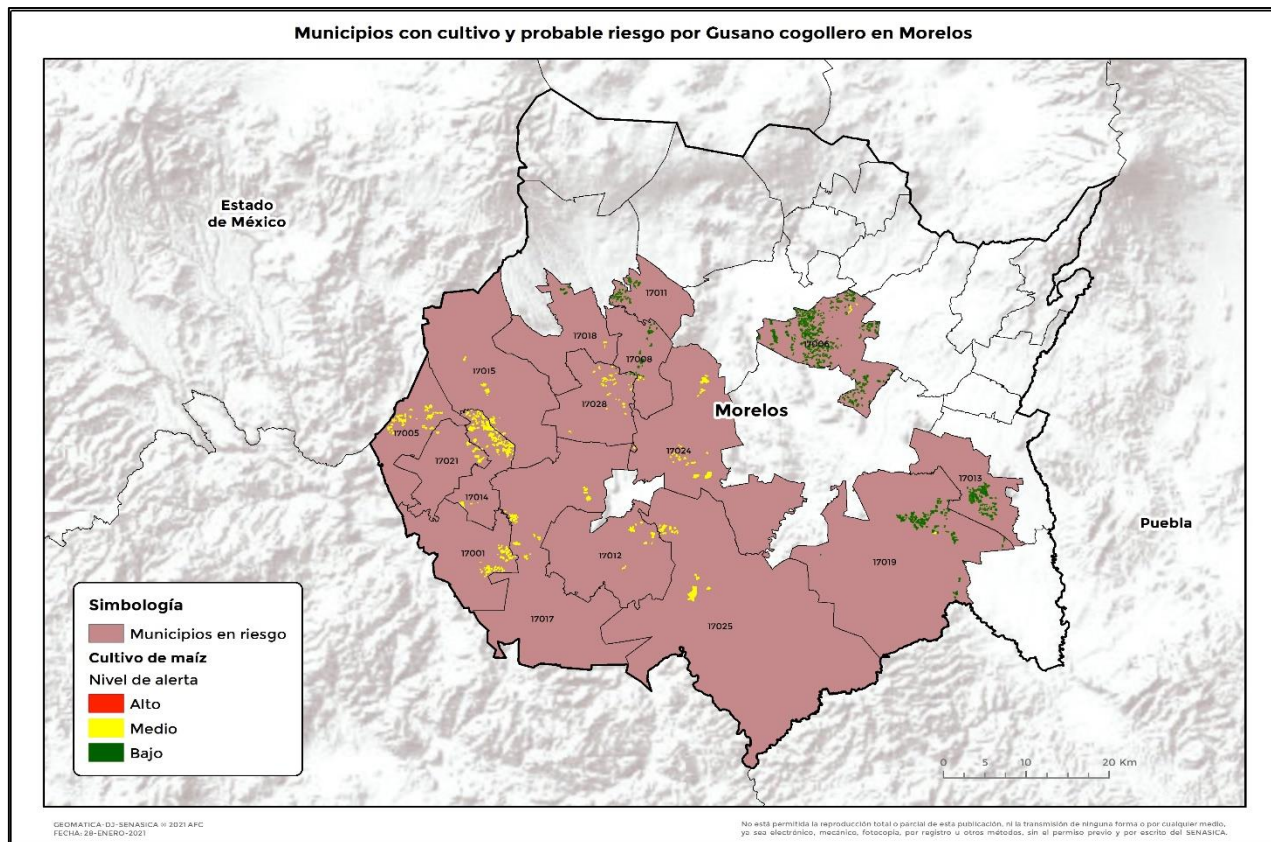 Municipios con cultivo y probable riesgo por Gusano cogollero en Morelos
Estado
de México
17011
17018
17008
17006
17015
17028
Morelos
17005
17024
17021
17013
17014
Puebla
17001
17012
17019
17017
17025
Simbología
Municipios en riesgo
Cultivo de maíz
Nivel de alerta
Alto
Medio
Bajo
0 5 10 20 Km
GEOMATICA-DJ-SENASICA © 2021 AFC
FECHA: 28-ENERO-2021
No está permitida la reproducción total o parcial de esta publicación, ni la transmisión de ninguna forma o por cualquier medio,
ya sea electrónico, mecánico, fotocopia, por registro u otros métodos, sin el permiso previo y por escrito del SENASICA.